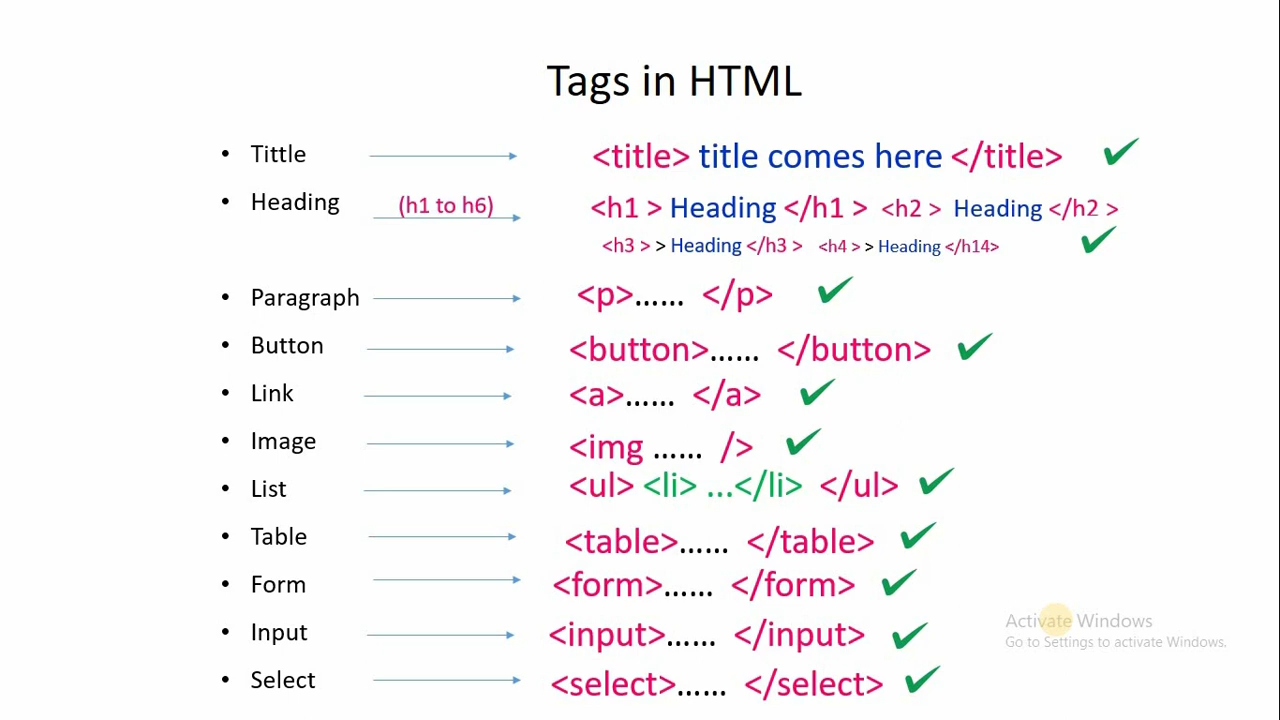 Tags in HTML
• Tittle <title> title comes here </title>
• Heading (h1 to h6) <h1 > Heading </h1 > <h2 > Heading </h2 >
<h3 > > Heading </h3 > <h4 > > Heading </h14>
• Paragraph <p>...... </p>
• Button <button>...... </button>
• Link <a>...... </a>
• Image <img ...... />
• List <ul> <li> ...</li> </ul>
• Table <table>...... </table>
• Form <form>...... </form>
• Input <input>...... </input>
• Select <select>...... </select>
Activate Windows
Go to Settings to activate Windows.